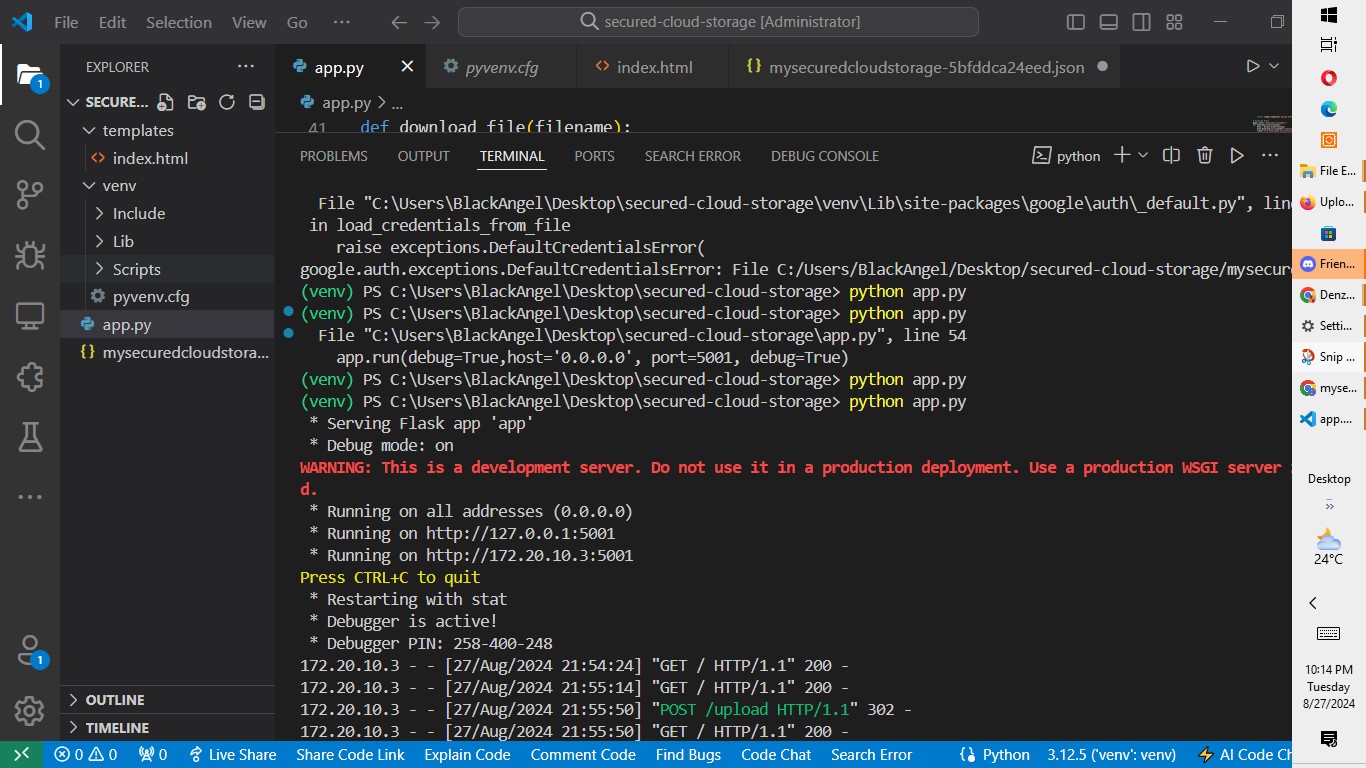 File Edit Selection View Go ··· secured-cloud-storage [Administrator]
EXPLORER ···
app.py pyvenv.cfg index.html {} mysecuredcloudstorage-5bfddca24eed.json
SECURE...
app.py > ...
templates
41 def download_file(filename):
index.html
venv
Include
Lib
Scripts
pyvenv.cfg
app.py
{} mysecuredcloudstora...
OUTLINE
TIMELINE
1
1
PROBLEMS OUTPUT TERMINAL PORTS SEARCH ERROR DEBUG CONSOLE python
File "C:\Users\BlackAngel\Desktop\secured-cloud-storage\venv\Lib\site-packages\google\auth\_default.py", line
in load_credentials_from_file
raise exceptions.DefaultCredentialsError(
google.auth.exceptions.DefaultCredentialsError: File C:/Users/BlackAngel/Desktop/secured-cloud-storage/mysecur
(venv) PS C:\Users\BlackAngel\Desktop\secured-cloud-storage> python app.py
(venv) PS C:\Users\BlackAngel\Desktop\secured-cloud-storage> python app.py
File "C:\Users\BlackAngel\Desktop\secured-cloud-storage\app.py", line 54
app.run(debug=True,host='0.0.0.0', port=5001, debug=True)
(venv) PS C:\Users\BlackAngel\Desktop\secured-cloud-storage> python app.py
(venv) PS C:\Users\BlackAngel\Desktop\secured-cloud-storage> python app.py
* Serving Flask app 'app'
* Debug mode: on
WARNING: This is a development server. Do not use it in a production deployment. Use a production WSGI server
d.
* Running on all addresses (0.0.0.0)
* Running on http://127.0.0.1:5001
* Running on http://172.20.10.3:5001
Press CTRL+C to quit
* Restarting with stat
* Debugger is active!
* Debugger PIN: 258-400-248
172.20.10.3 - - [27/Aug/2024 21:54:24] "GET / HTTP/1.1" 200 -
172.20.10.3 - - [27/Aug/2024 21:55:14] "GET / HTTP/1.1" 200 -
172.20.10.3 - - [27/Aug/2024 21:55:50] "POST /upload HTTP/1.1" 302 -
172.20.10.3 - - [27/Aug/2024 21:55:50] "GET / HTTP/1.1" 200 -
0 0 0 Live Share Share Code Link Explain Code Comment Code Find Bugs Code Chat Search Error Python 3.12.5 ('venv': venv) AI Code Ch
File E...
Uplo...
Frien...
Denz...
Setti...
Snip ...
myse...
app....
Desktop
24°C
10:14 PM
Tuesday
8/27/2024